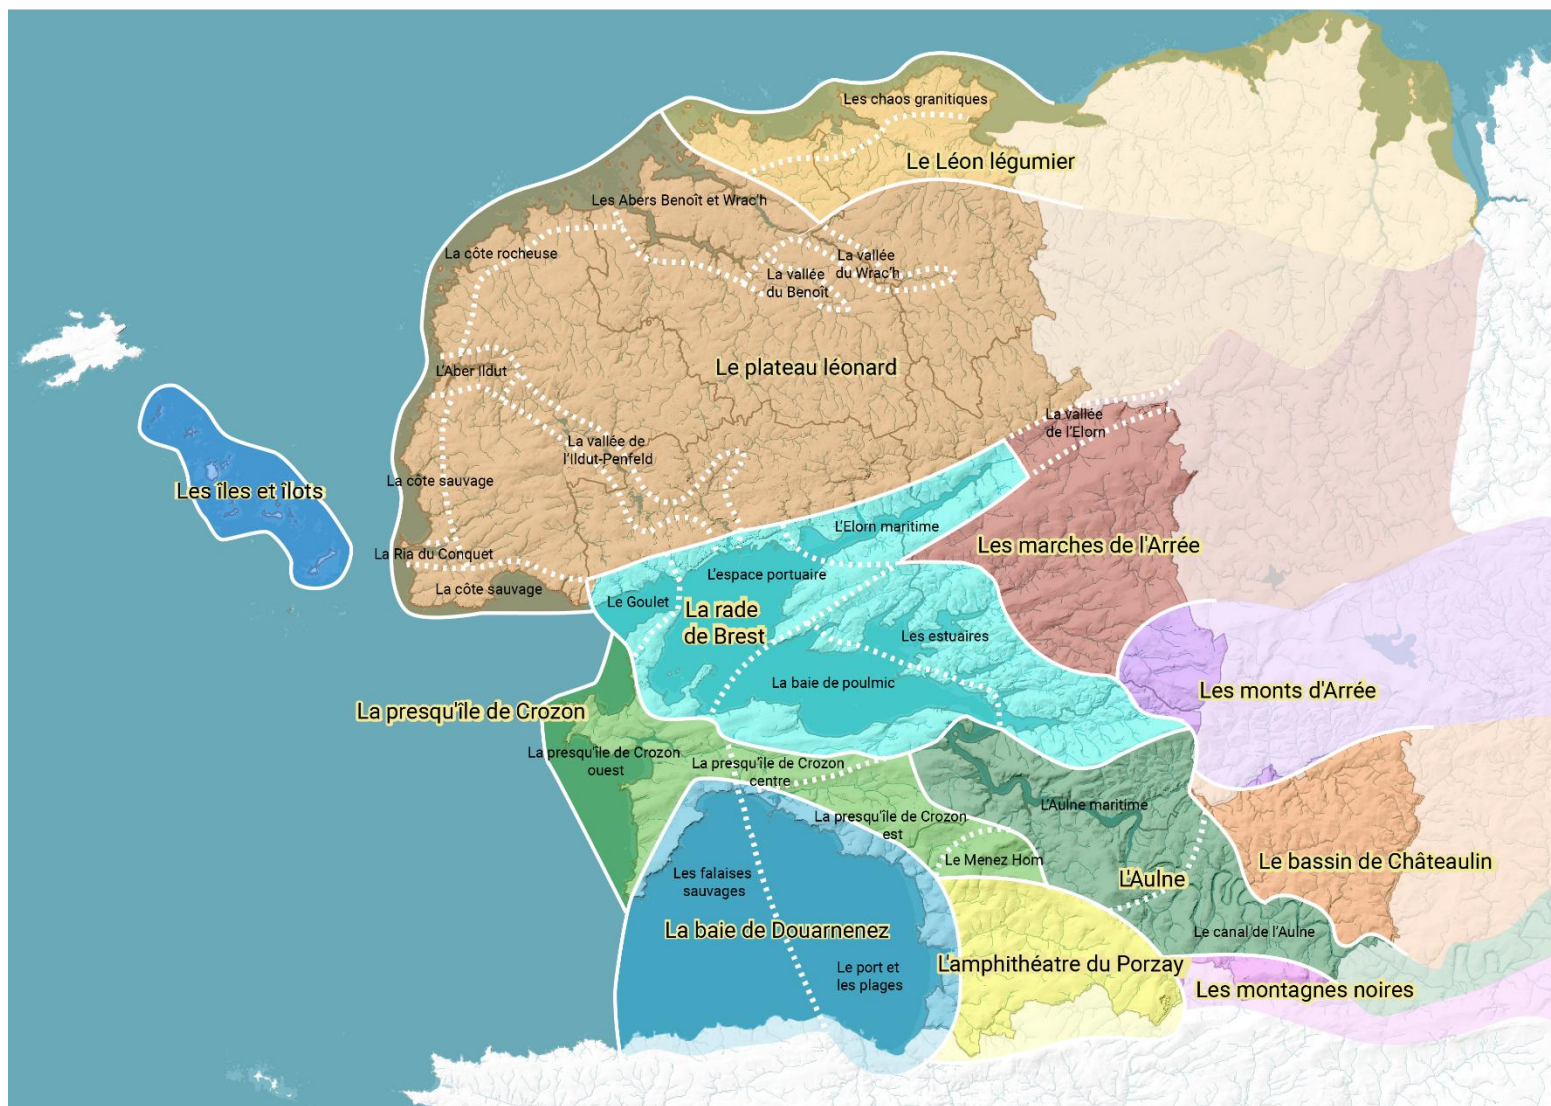 Les chaos granitiques
Le Léon légumier
Les Abers Benoît et Wrac'h
La côte rocheuse
La vallée
du Wrac'h
La vallée
du Benoît
L'Aber Ildut
Le plateau léonard
La vallée
de l'Elorn
La vallée de
l'Ildut-Penfeld
La côte sauvage
Les îles et îlots
L'Elorn maritime
Les marches de l'Arrée
La Ria du Conquet
L'espace portuaire
La côte sauvage
Le Goulet
La rade
de Brest
Les estuaires
La baie de poulmic
Les monts d'Arrée
La presqu'île de Crozon
La presqu'île de Crozon
ouest
La presqu'île de Crozon
centre
L'Aulne maritime
La presqu'île de Crozon
est
Le Menez Hom
Le bassin de Châteaulin
Les falaises
sauvages
L'Aulne
La baie de Douarnenez
Le canal de l'Aulne
L'amphithéatre du Porzay
Le port et
les plages
Les montagnes noires